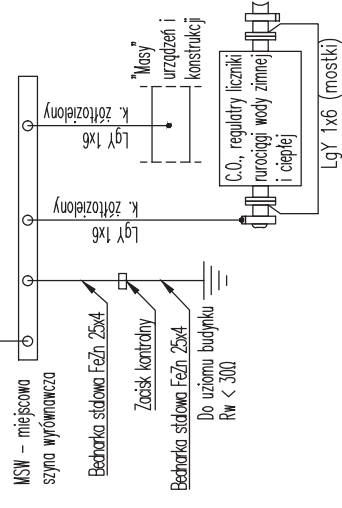 MSW – miejscowa
szyna wyrównawcza
Bednarka stalowa FeZn 25x4
Zacisk kontrolny
Bednarka stalowa FeZn 25x4
Do uziomu budynku
Rw < 30Ω
LgY 1x6
k. żółtozielony
LgY 1x6
k. żółtozielony
"Masy"
urządzeń i
konstrukcji
C.O., regulatry liczniki
rurociągi wody zimnej
i ciepłej
LgY 1x6 (mostki)